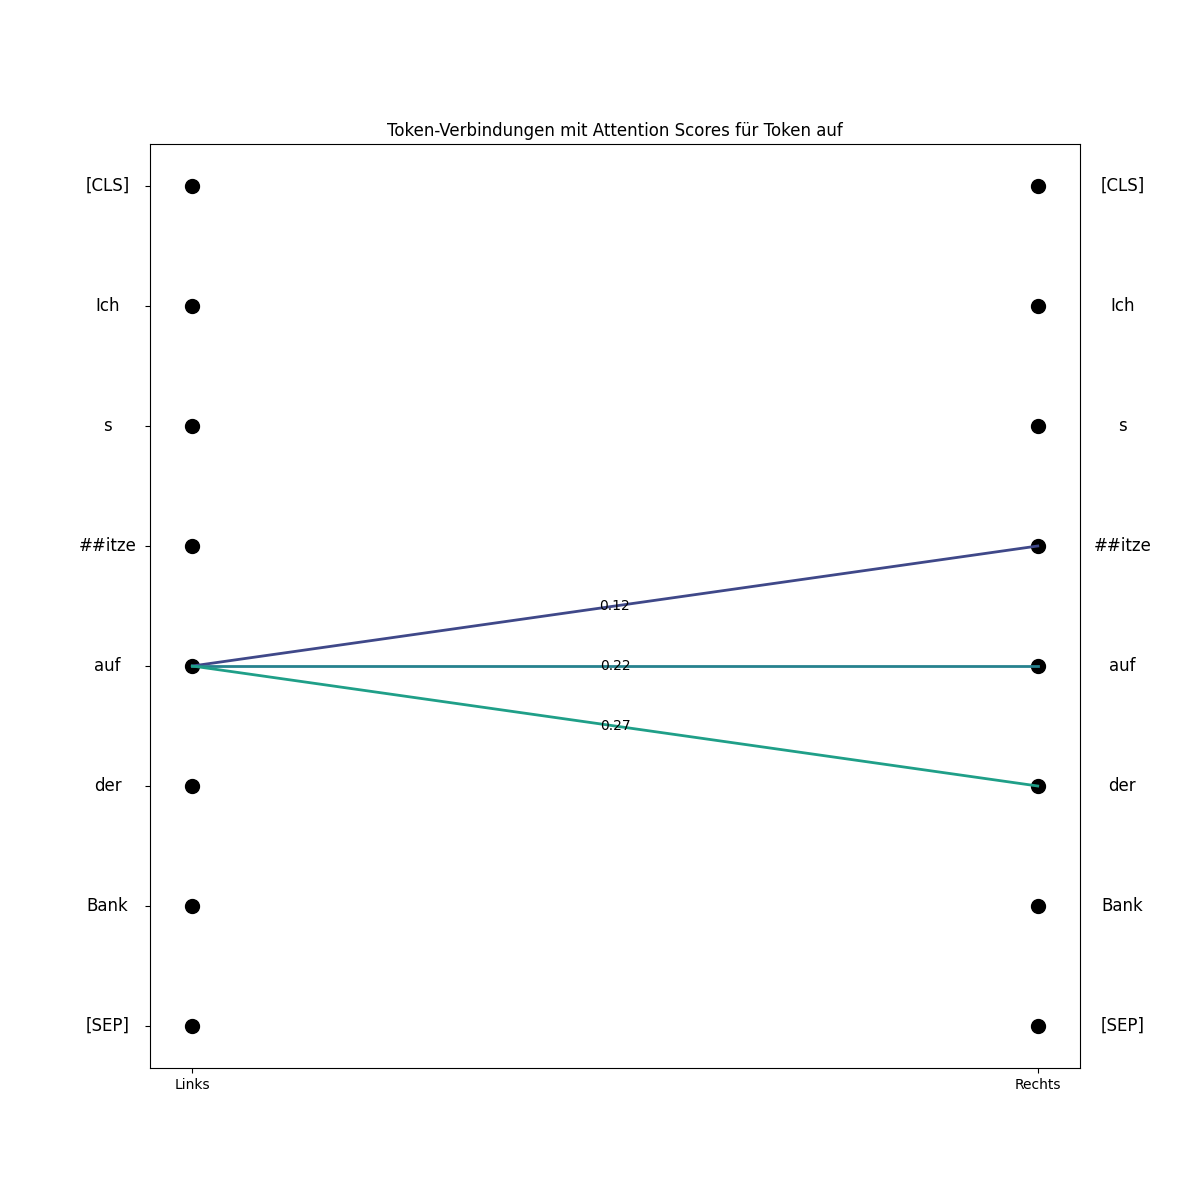 Token-Verbindungen mit Attention Scores für Token auf
[CLS] [CLS]
Ich Ich
s s
##itze ##itze
0.12
auf 0.22 auf
0.27
der der
Bank Bank
[SEP] [SEP]
Links Rechts